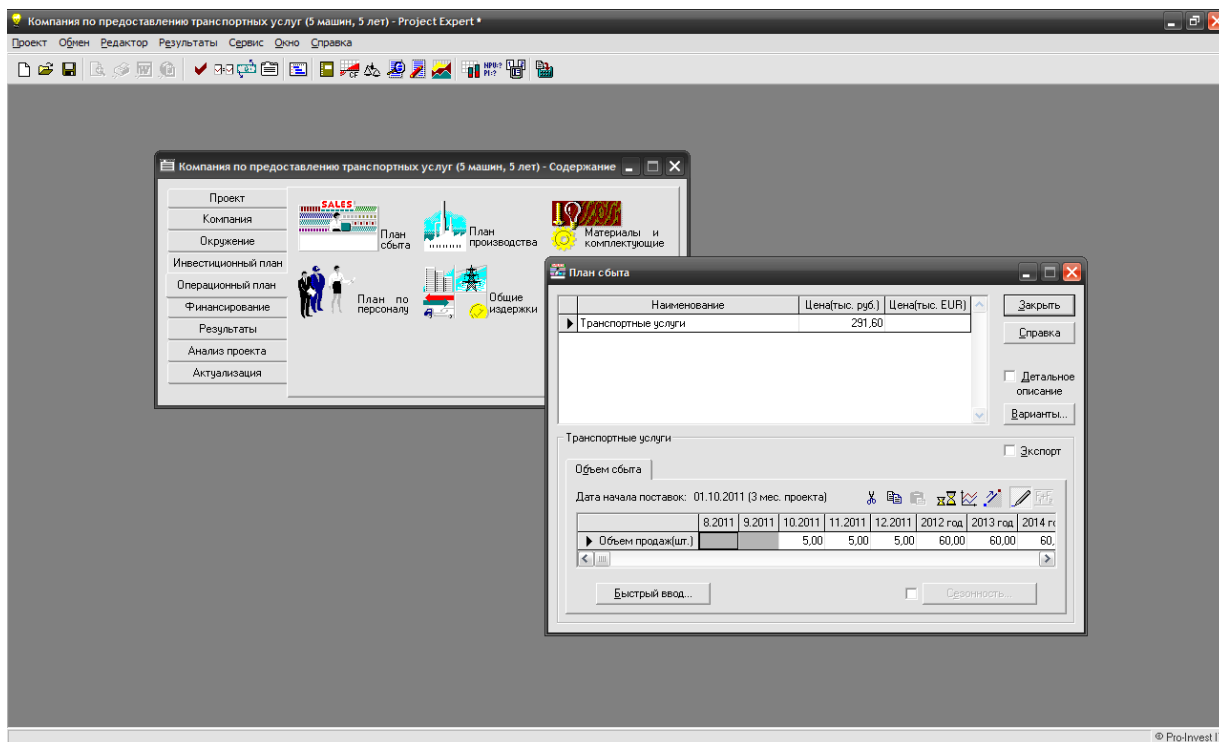 Компания по предоставлению транспортных услуг (5 машин, 5 лет) - Project Expert *
Проект Обмен Редактор Результаты Сервис Окно Справка
NPV:?
PI:?
Компания по предоставлению транспортных услуг (5 машин, 5 лет) - Содержание
Проект
Компания
Окружение
Инвестиционный план
Операционный план
Финансирование
Результаты
Анализ проекта
Актуализация
SALES
План
сбыта
План
производства
Материалы и
комплектующие
План по
персоналу
Общие
издержки
План сбыта
Наименование Цена(тыс. руб.) Цена(тыс. EUR)
Транспортные услуги 291,60
Закрыть
Справка
Детальное
описание
Варианты...
Транспортные услуги
Экспорт
Объем сбыта
Дата начала поставок: 01.10.2011 (3 мес. проекта)
8.2011 9.2011 10.2011 11.2011 12.2011 2012 год 2013 год 2014 го
Объем продаж(шт.) 5,00 5,00 5,00 60,00 60,00 60,
Быстрый ввод... Сезонность...
© Pro-Invest I